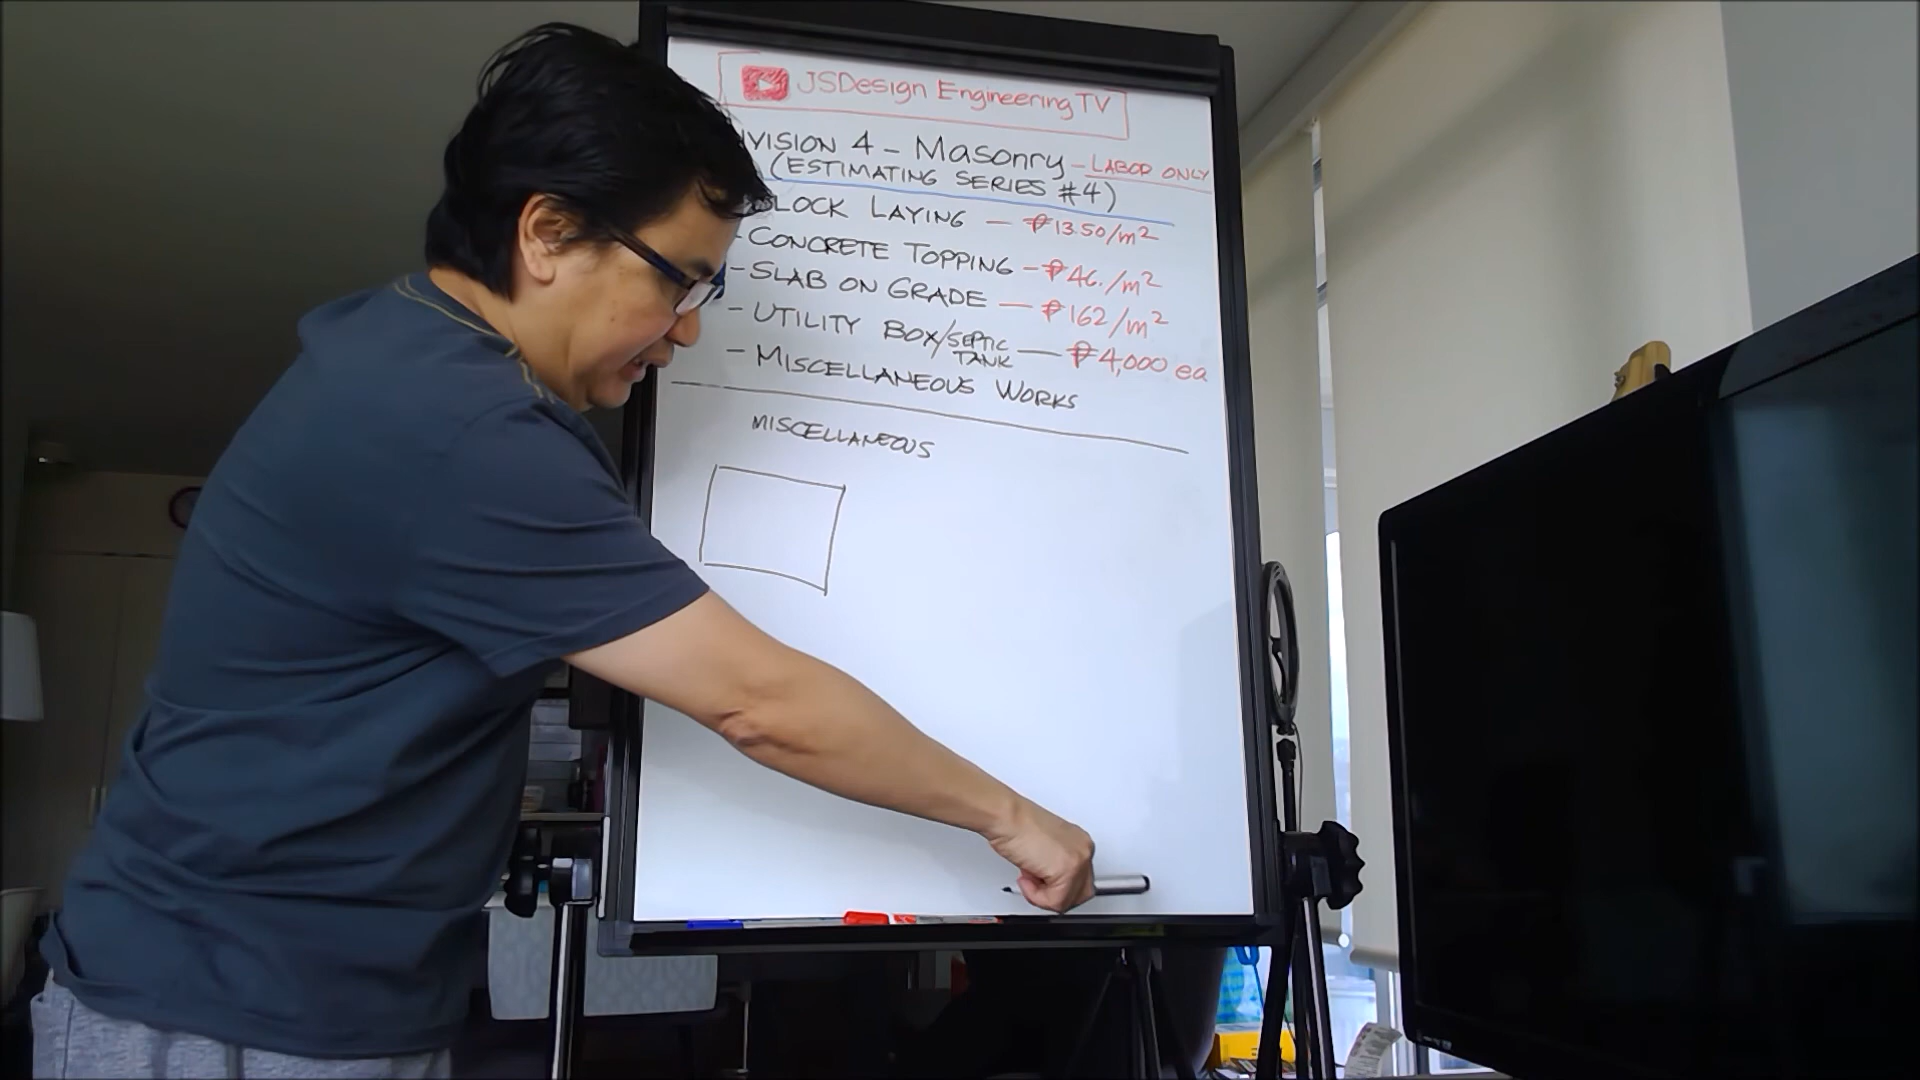 JSDesign Engineering TV
VISION 4 - Masonry - LABOR ONLY
(ESTIMATING SERIES #4)
BLOCK LAYING - ₱13.50/m²
- CONCRETE TOPPING - ₱46./m²
- SLAB ON GRADE - ₱162/m²
- UTILITY BOX/SEPTIC TANK - ₱4,000 ea
- MISCELLANEOUS WORKS
MISCELLANEOUS